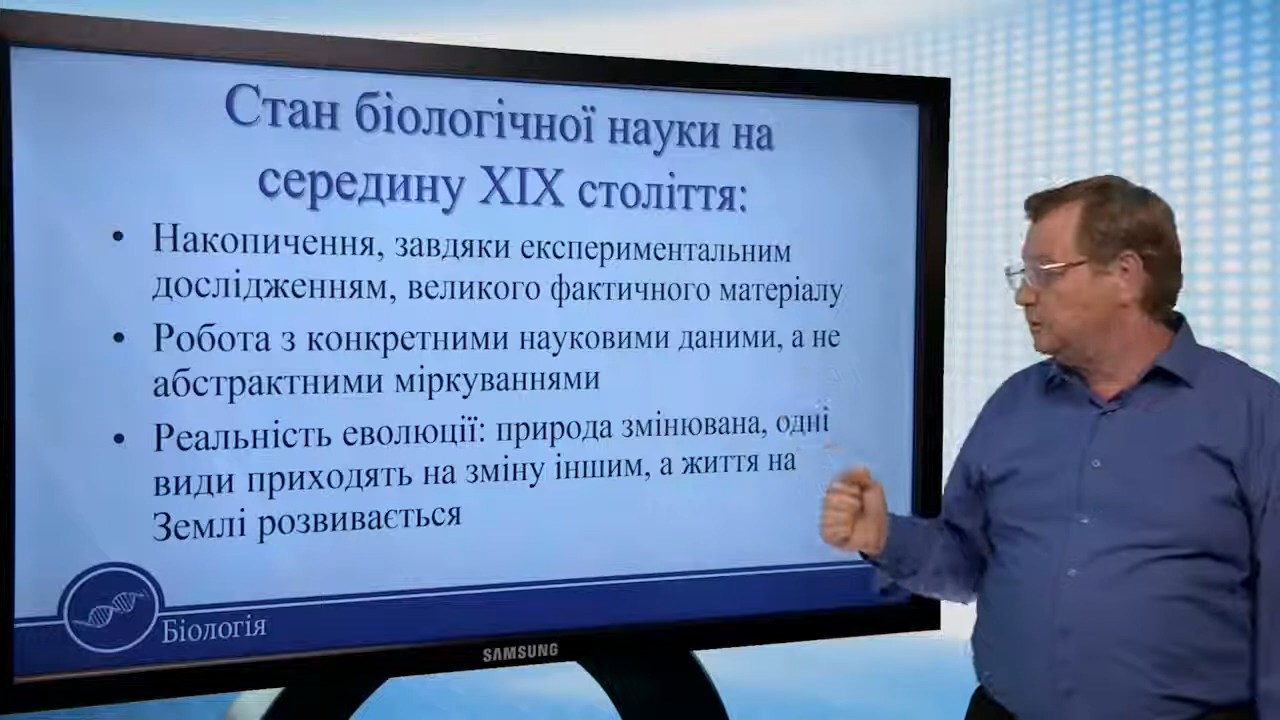 Стан біологічної науки на
середину XIX століття:
• Накопичення, завдяки експериментальним
дослідженням, великого фактичного матеріалу
• Робота з конкретними науковими даними, а не
абстрактними міркуваннями
• Реальність еволюції: природа змінювана, одні
види приходять на зміну іншим, а життя на
Землі розвивається
Біологія
SAMSUNG